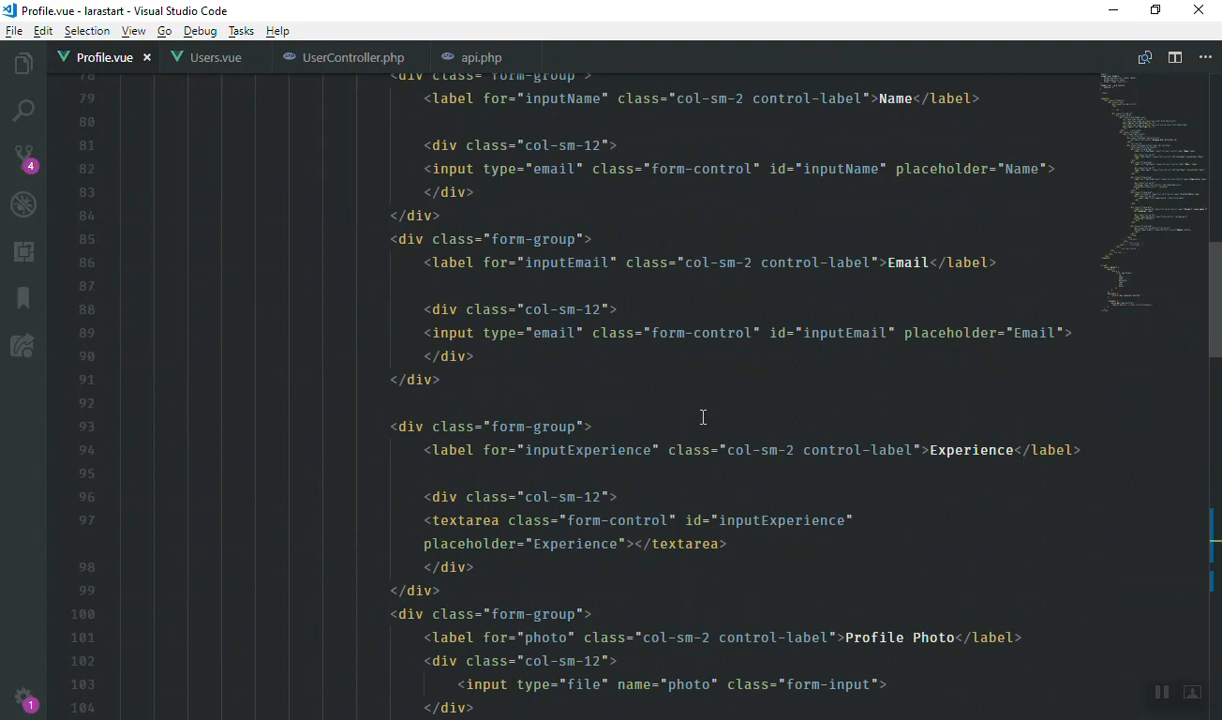 Profile.vue - larastart - Visual Studio Code
File Edit Selection View Go Debug Tasks Help
Profile.vue Users.vue UserController.php api.php
78 <div class="form-group">
79 <label for="inputName" class="col-sm-2 control-label">Name</label>
80
81 <div class="col-sm-12">
82 <input type="email" class="form-control" id="inputName" placeholder="Name">
83 </div>
84 </div>
85 <div class="form-group">
86 <label for="inputEmail" class="col-sm-2 control-label">Email</label>
87
88 <div class="col-sm-12">
89 <input type="email" class="form-control" id="inputEmail" placeholder="Email">
90 </div>
91 </div>
92
93 <div class="form-group">
94 <label for="inputExperience" class="col-sm-2 control-label">Experience</label>
95
96 <div class="col-sm-12">
97 <textarea class="form-control" id="inputExperience"
placeholder="Experience"></textarea>
98 </div>
99 </div>
100 <div class="form-group">
101 <label for="photo" class="col-sm-2 control-label">Profile Photo</label>
102 <div class="col-sm-12">
103 <input type="file" name="photo" class="form-input">
104 </div>
4
1